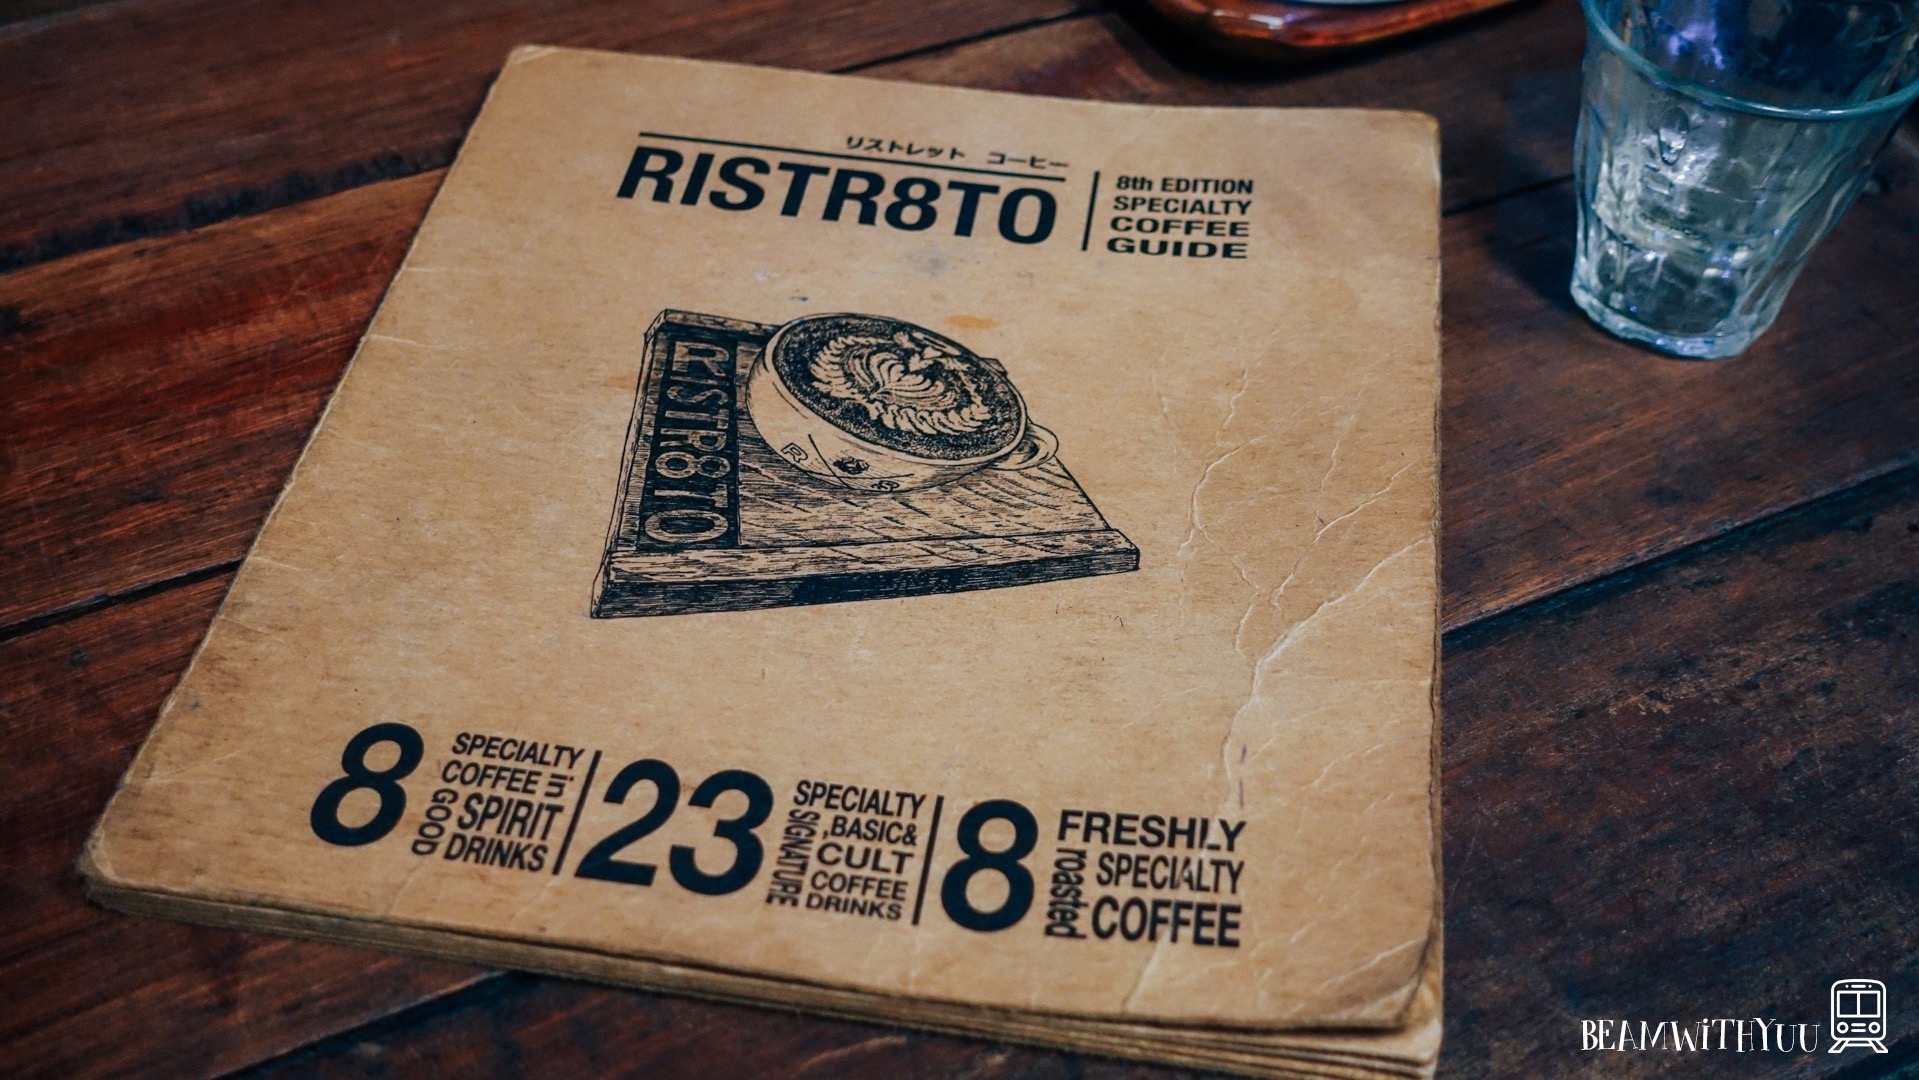 リストレット コーヒー
RISTR8TO
8th EDITION
SPECIALTY
COFFEE
GUIDE
RISTR8TO
R
8
SPECIALTY
COFFEE in
GOOD
SPIRIT
DRINKS
23
SPECIALTY
SIGNATURE
,BASIC&
CULT
COFFEE
DRINKS
8
FRESHLY
roasted
SPECIALTY
COFFEE
BEAMWiTHYUU